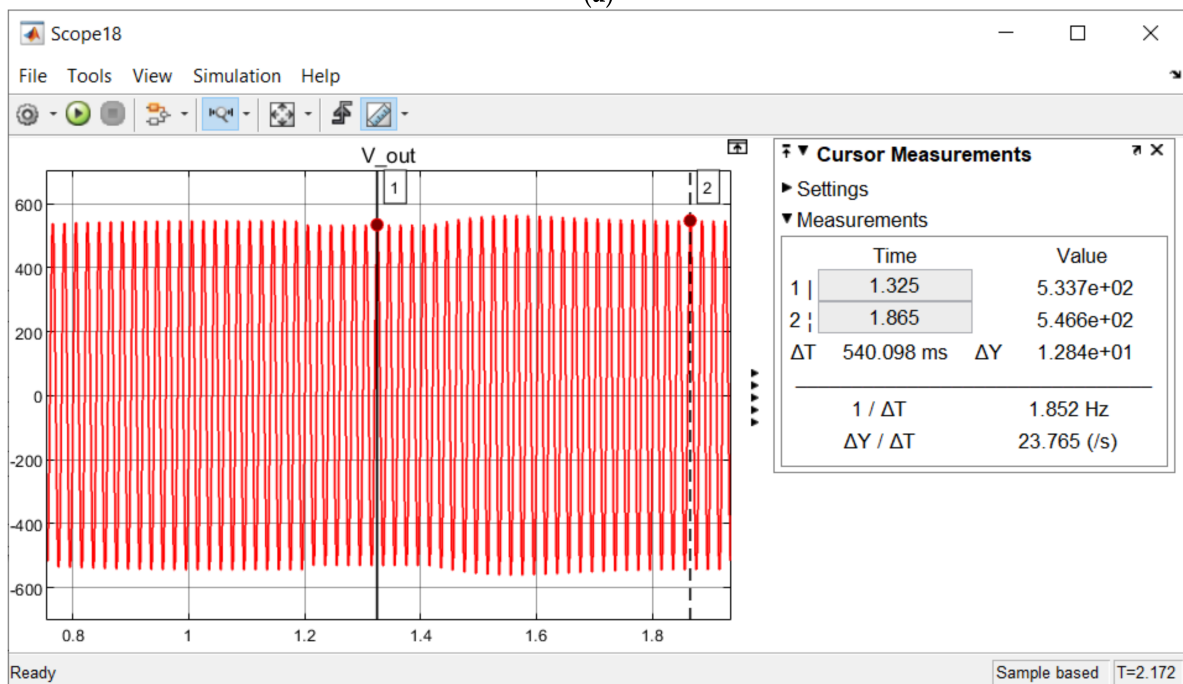 Scope18
File Tools View Simulation Help
V_out
1
2
600
400
200
0
-200
-400
-600
0.8 1 1.2 1.4 1.6 1.8
Cursor Measurements
Settings
Measurements
Time Value
1 | 1.325 5.337e+02
2 ¦ 1.865 5.466e+02
ΔT 540.098 ms ΔY 1.284e+01
1 / ΔT 1.852 Hz
ΔY / ΔT 23.765 (/s)
Ready Sample based T=2.172